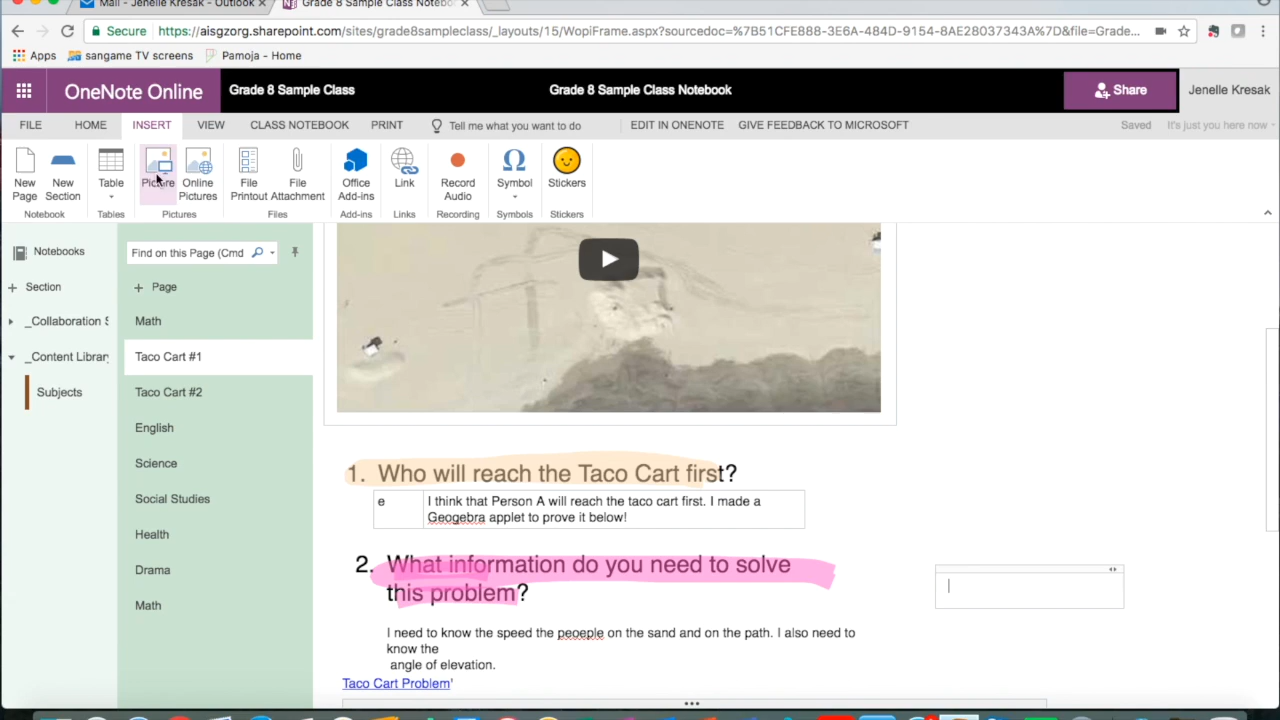 Mail - Jenelle Kresak - Outlook
Grade 8 Sample Class Notebo
Secure https://aisgzorg.sharepoint.com/sites/grade8sampleclass/_layouts/15/WopiFrame.aspx?sourcedoc=%7B51CFE888-3E6A-484D-9154-8AE28037343A%7D&file=Grade...
Apps sangame TV screens Pamoja - Home
OneNote Online Grade 8 Sample Class Grade 8 Sample Class Notebook Share Jenelle Kresak
FILE HOME INSERT VIEW CLASS NOTEBOOK PRINT Tell me what you want to do EDIT IN ONENOTE GIVE FEEDBACK TO MICROSOFT Saved It's just you here now
New Page New Section Table Picture Online Pictures File Printout File Attachment Office Add-ins Link Record Audio Symbol Stickers
Notebook Tables Pictures Files Add-ins Links Recording Symbols Stickers
Notebooks
Find on this Page (Cmd
+ Section
+ Page
_Collaboration S
Math
_Content Library
Taco Cart #1
Subjects
Taco Cart #2
English
Science
Social Studies
Health
Drama
Math
1. Who will reach the Taco Cart first?
e I think that Person A will reach the taco cart first. I made a
Geogebra applet to prove it below!
2. What information do you need to solve
this problem?
I need to know the speed the peoeple on the sand and on the path. I also need to
know the
angle of elevation.
Taco Cart Problem'